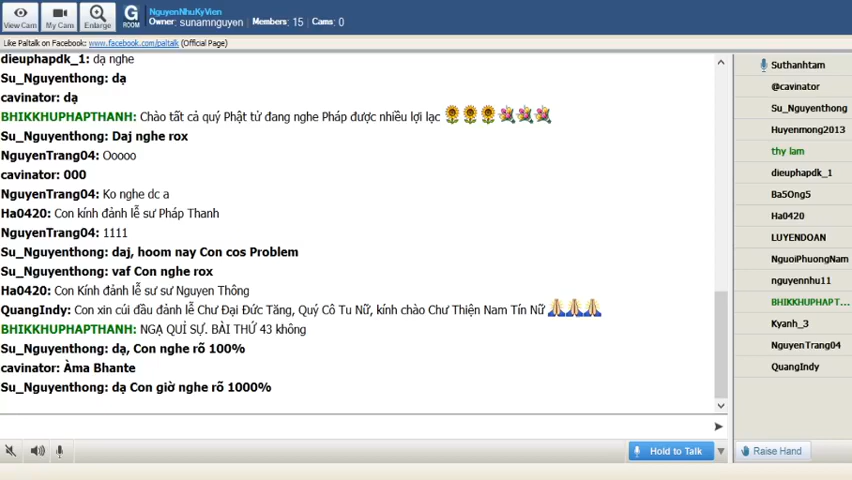 NguyenNhuKyVien
View Cam
My Cam
Enlarge
G
ROOM
Owner: sunamnguyen Members: 15 Cams: 0
Like Paltalk on Facebook: www.facebook.com/paltalk (Official Page)
dieuphapdk_1: dạ nghe
Su_Nguyenthong: dạ
cavinator: dạ
BHIKKHUPHAPTHANH: Chào tất cả quý Phật tử đang nghe Pháp được nhiều lợi lạc
Su_Nguyenthong: Daj nghe rox
NguyenTrang04: Ooooo
cavinator: 000
NguyenTrang04: Ko nghe dc a
Ha0420: Con kính đảnh lễ sư Pháp Thanh
NguyenTrang04: 1111
Su_Nguyenthong: daj, hoom nay Con cos Problem
Su_Nguyenthong: vaf Con nghe rox
Ha0420: Con Kính đảnh lễ sư sư Nguyen Thông
QuangIndy: Con xin cúi đầu đảnh lễ Chư Đại Đức Tăng, Quý Cô Tu Nữ, kính chào Chư Thiện Nam Tín Nữ
BHIKKHUPHAPTHANH: NGẠ QUỈ SỰ. BÀI THỨ 43 không
Su_Nguyenthong: dạ, Con nghe rõ 100%
cavinator: Àma Bhante
Su_Nguyenthong: dạ Con giờ nghe rõ 1000%
Hold to Talk
Suthanhtam
@cavinator
Su_Nguyenthong
Huyenmong2013
thy lam
dieuphapdk_1
Ba5Ong5
Ha0420
LUYENDOAN
NguoiPhuongNam
nguyennhu11
BHIKKHUPHAPT...
Kyanh_3
NguyenTrang04
QuangIndy
Raise Hand